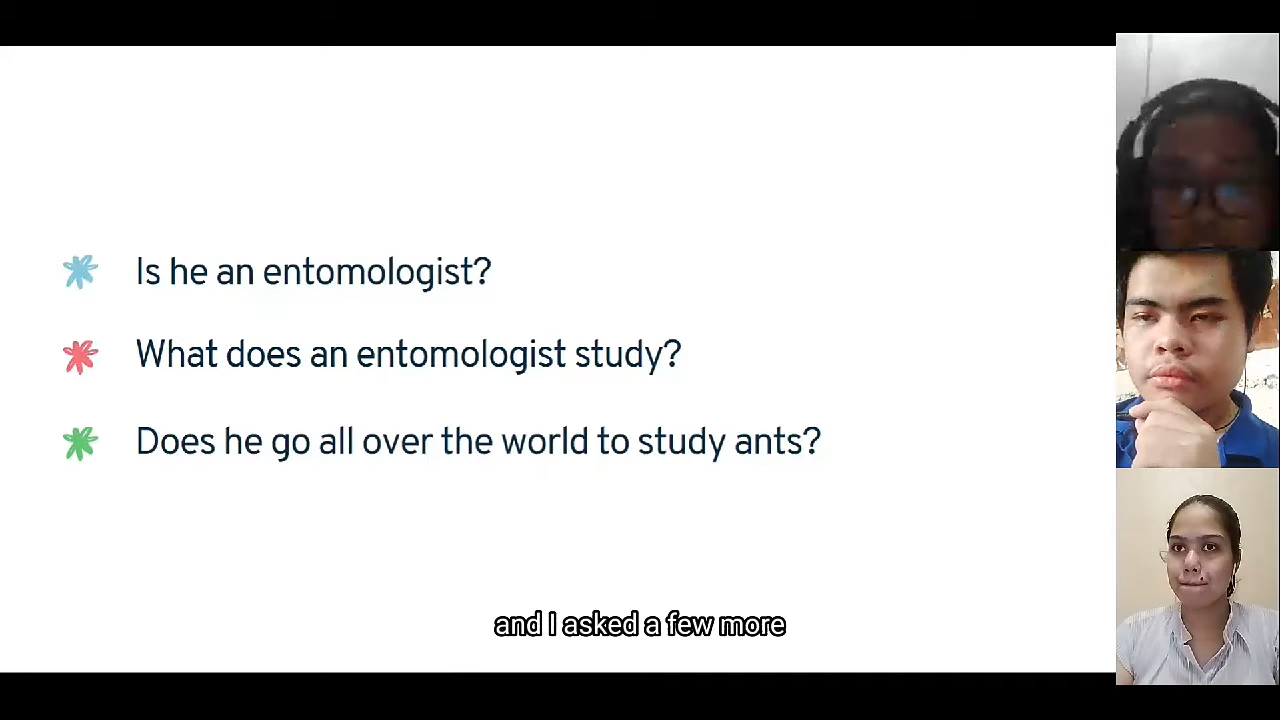 Is he an entomologist?
What does an entomologist study?
Does he go all over the world to study ants?
and I asked a few more